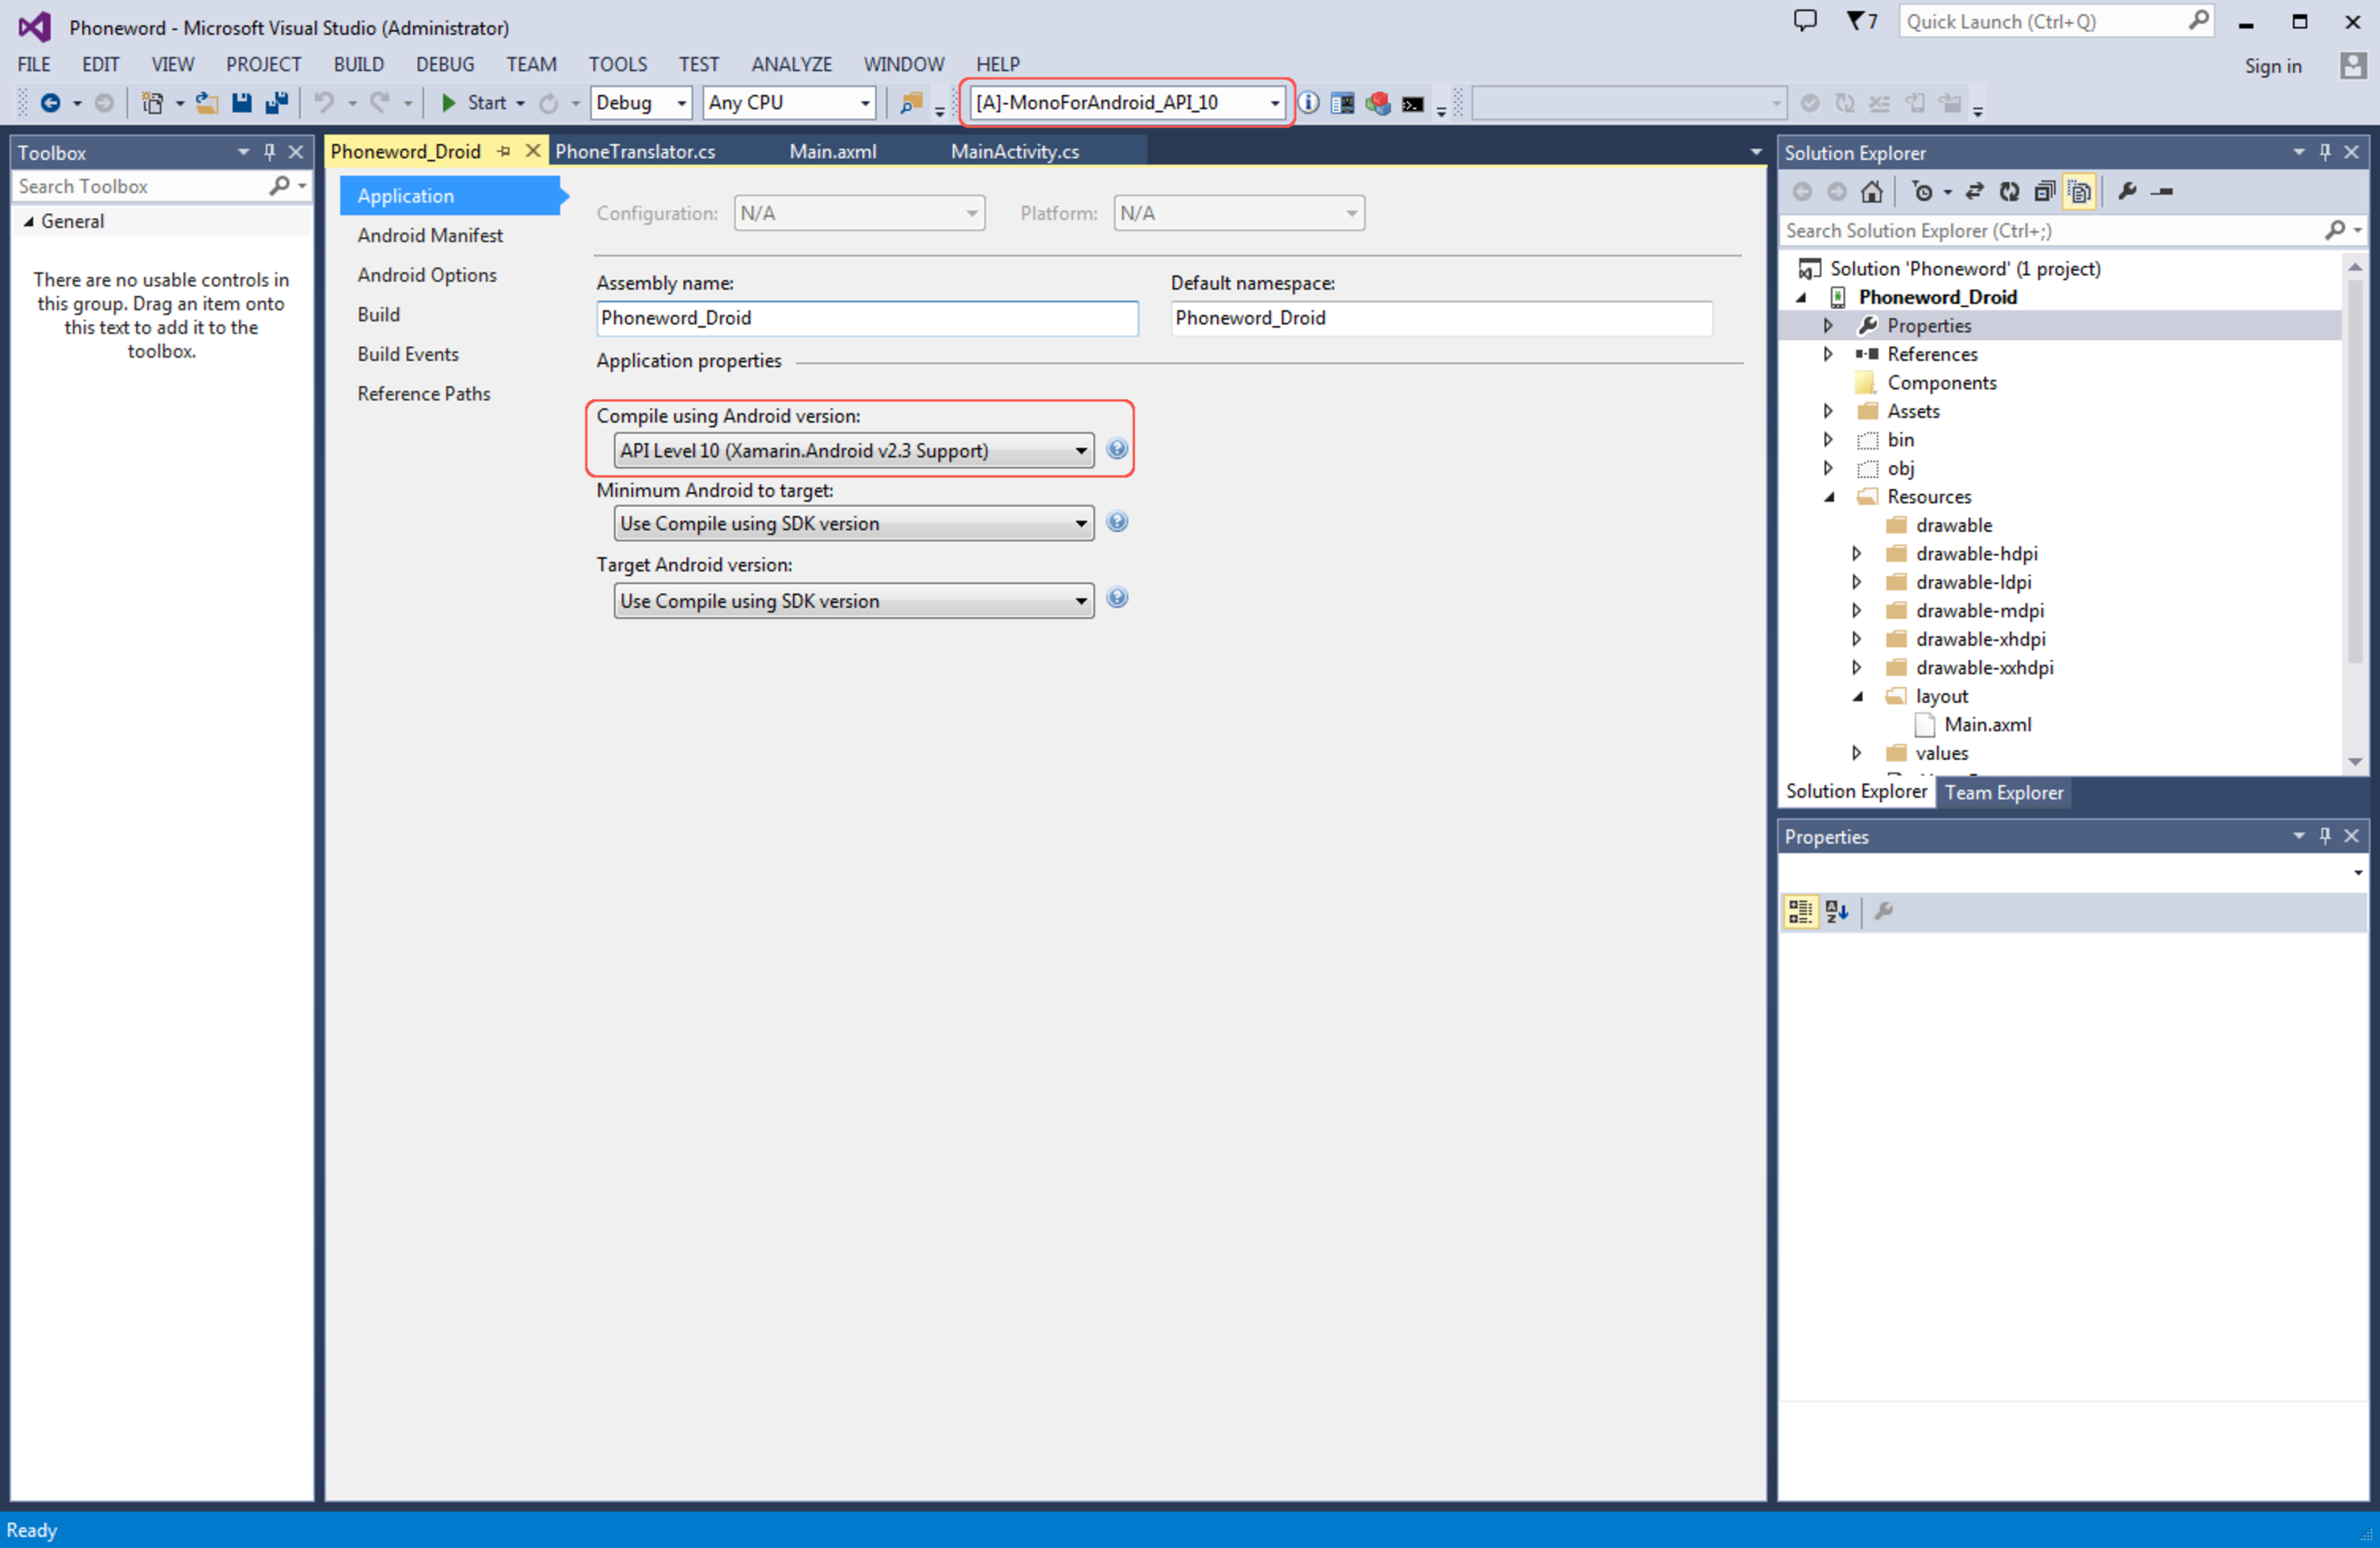 Phoneword - Microsoft Visual Studio (Administrator)
7
Quick Launch (Ctrl+Q)
FILE EDIT VIEW PROJECT BUILD DEBUG TEAM TOOLS TEST ANALYZE WINDOW HELP
Sign in
Start Debug Any CPU [A]-MonoForAndroid_API_10
Toolbox
Search Toolbox
General
There are no usable controls in
this group. Drag an item onto
this text to add it to the
toolbox.
Phoneword_Droid PhoneTranslator.cs Main.axml MainActivity.cs
Application
Android Manifest
Android Options
Build
Build Events
Reference Paths
Configuration: N/A Platform: N/A
Assembly name: Default namespace:
Phoneword_Droid Phoneword_Droid
Application properties
Compile using Android version:
API Level 10 (Xamarin.Android v2.3 Support)
Minimum Android to target:
Use Compile using SDK version
Target Android version:
Use Compile using SDK version
Solution Explorer
Search Solution Explorer (Ctrl+;)
Solution 'Phoneword' (1 project)
Phoneword_Droid
Properties
References
Components
Assets
bin
obj
Resources
drawable
drawable-hdpi
drawable-ldpi
drawable-mdpi
drawable-xhdpi
drawable-xxhdpi
layout
Main.axml
values
Solution Explorer Team Explorer
Properties
Ready